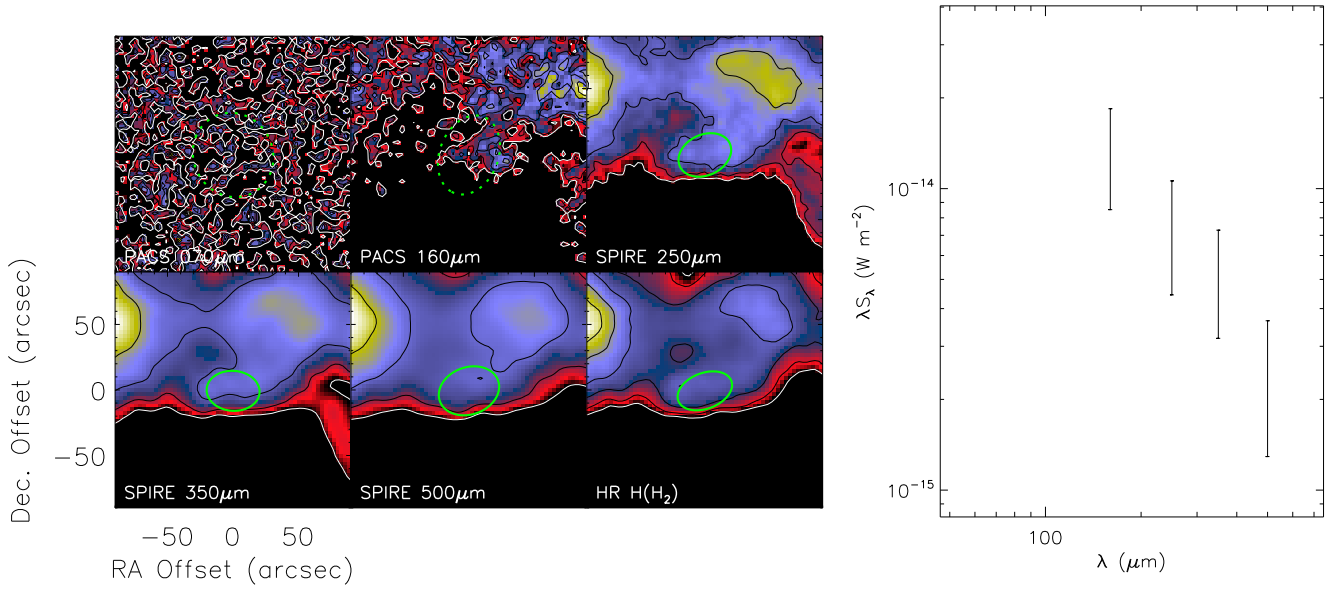 PACS 070μm
PACS 160μm
SPIRE 250μm
SPIRE 350μm
SPIRE 500μm
HR H(H₂)
Dec. Offset (arcsec)
50
0
−50
−50 0 50
RA Offset (arcsec)
λS_λ (W m⁻²)
10⁻¹⁴
10⁻¹⁵
100
λ (μm)